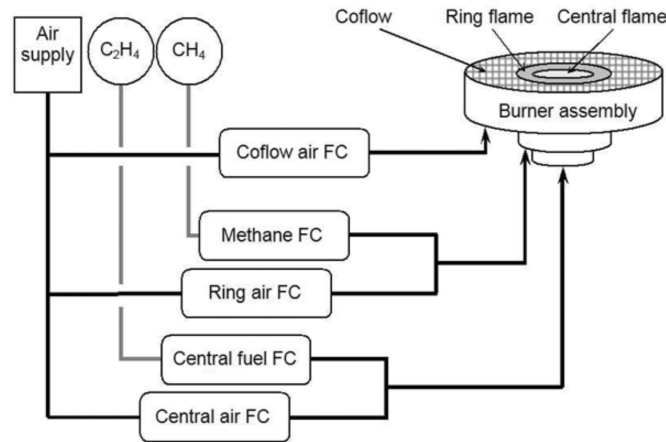 Air
supply
C₂H₄
CH₄
Coflow
Ring flame
Central flame
Burner assembly
Coflow air FC
Methane FC
Ring air FC
Central fuel FC
Central air FC